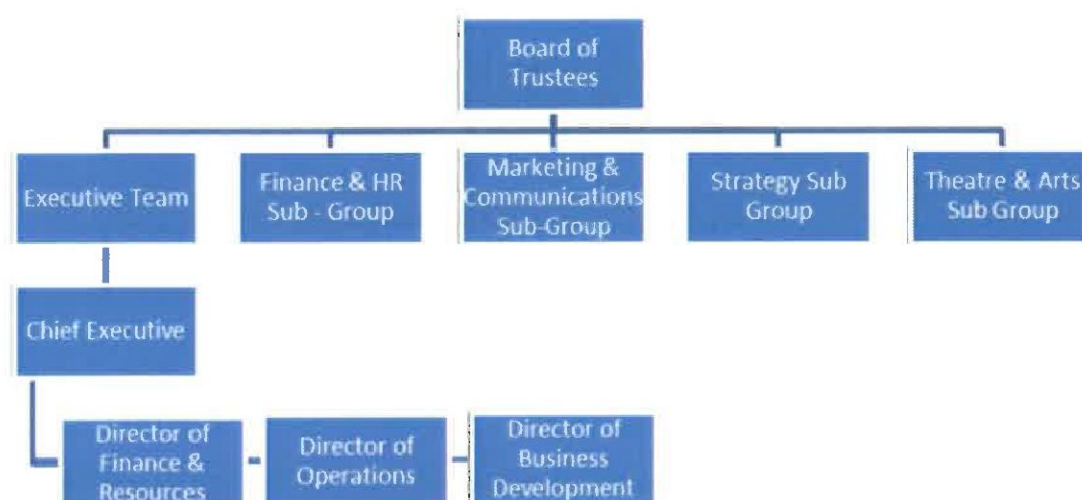 Board of
Trustees
Executive Team
Finance & HR
Sub - Group
Marketing &
Communications
Sub-Group
Strategy Sub
Group
Theatre & Arts
Sub Group
Chief Executive
Director of
Finance &
Resources
Director of
Operations
Director of
Business
Development